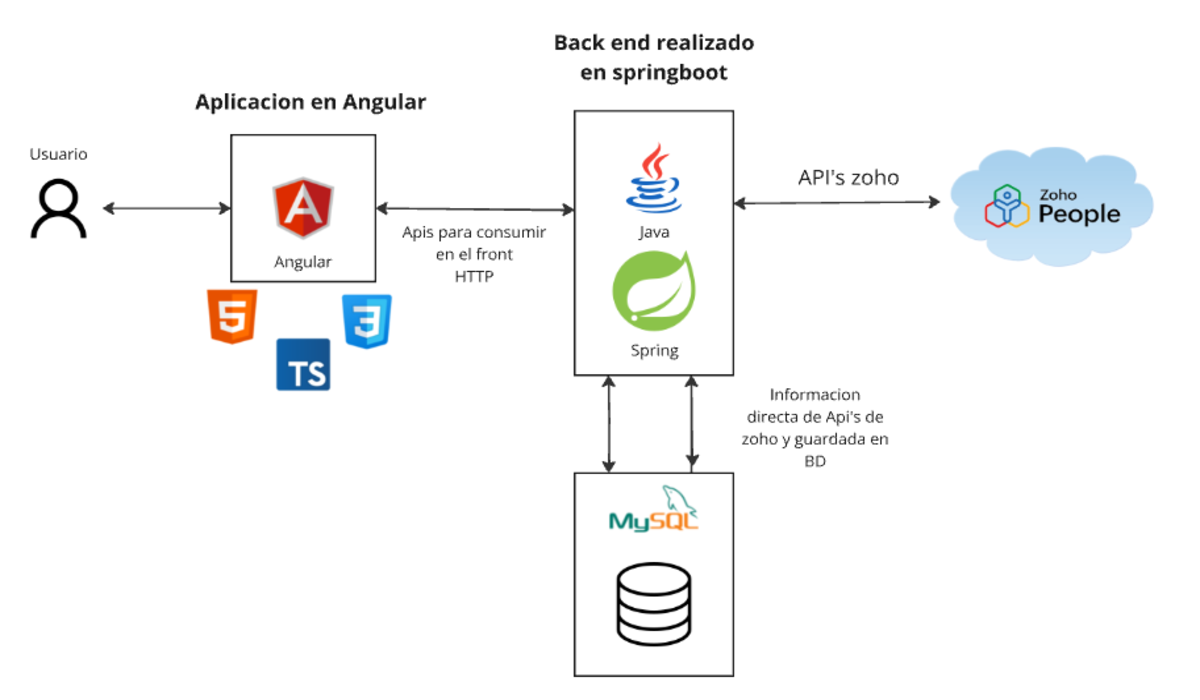 Back end realizado
en springboot
Aplicacion en Angular
Usuario
Angular
5
3
TS
Apis para consumir
en el front
HTTP
Java
Spring
API's zoho
Zoho
People
Informacion
directa de Api's de
zoho y guardada en
BD
MySQL